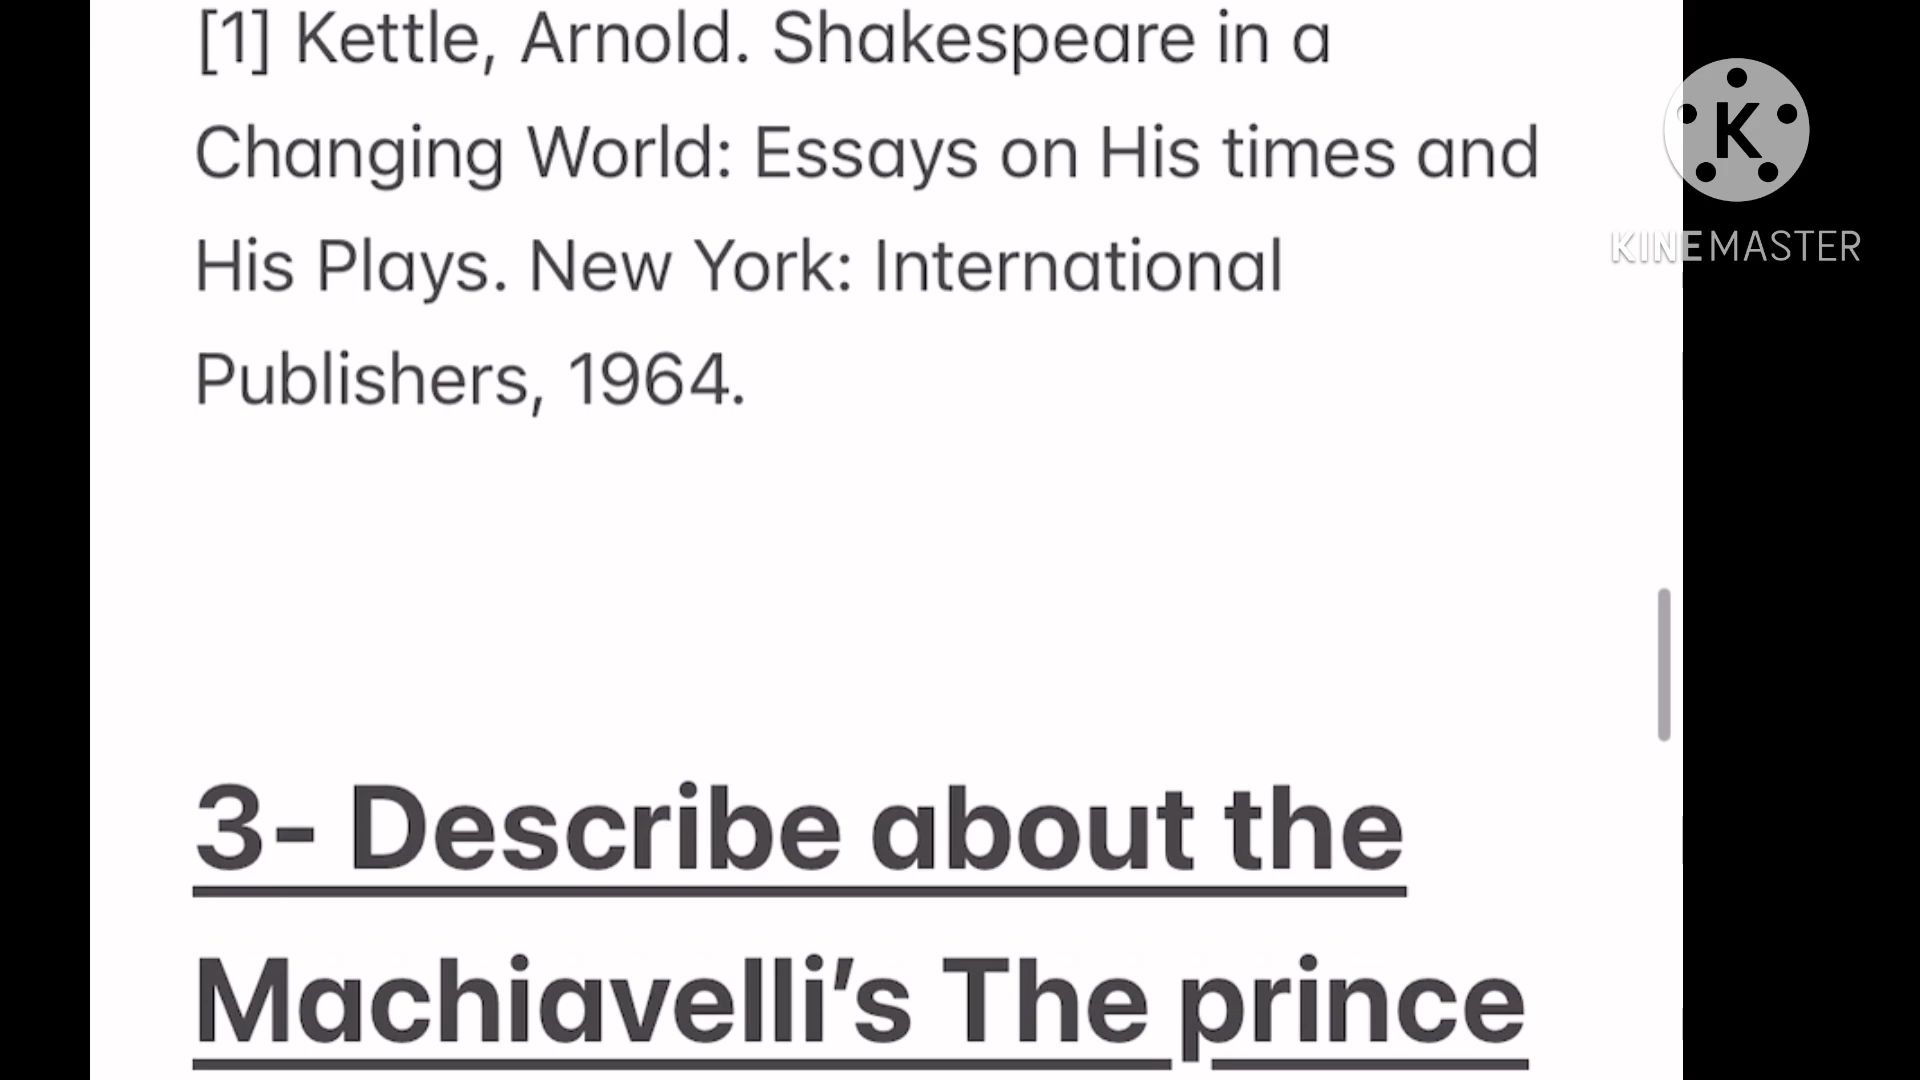 [1] Kettle, Arnold. Shakespeare in a
Changing World: Essays on His times and
His Plays. New York: International
Publishers, 1964.
K
KINEMASTER
3- Describe about the
Machiavelli’s The prince